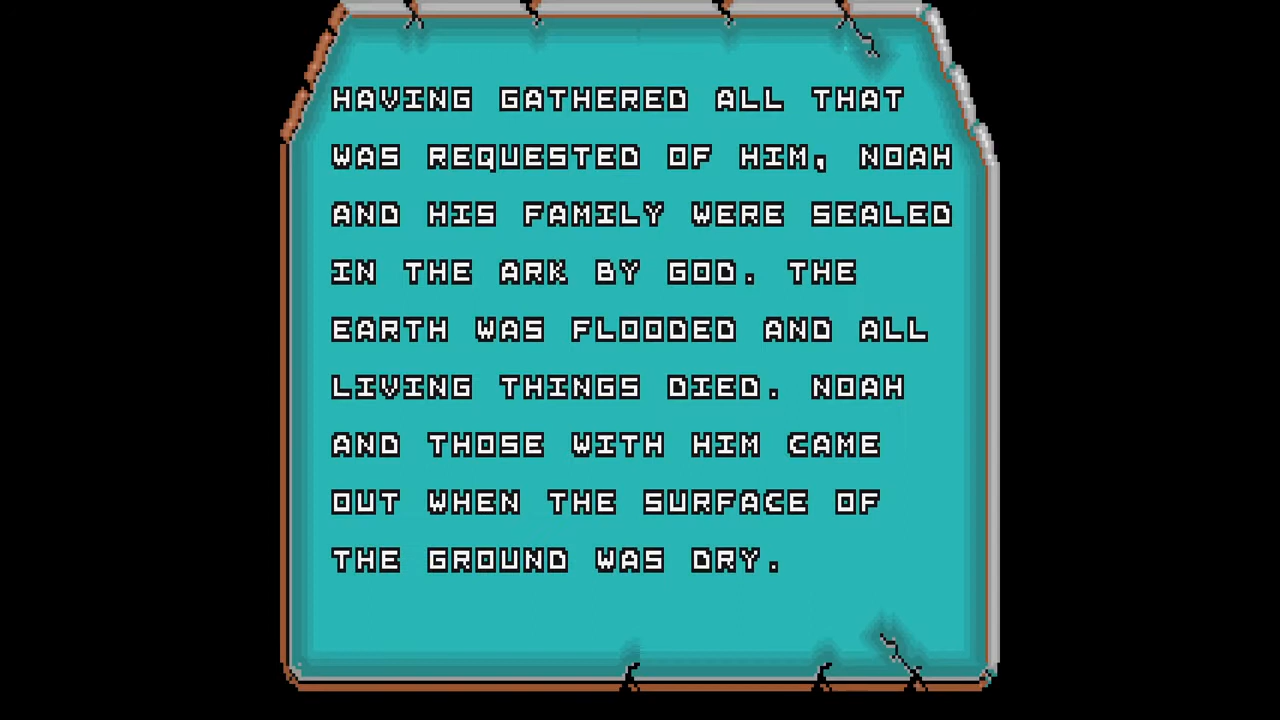 HAVING GATHERED ALL THAT
WAS REQUESTED OF HIM, NOAH
AND HIS FAMILY WERE SEALED
IN THE ARK BY GOD. THE
EARTH WAS FLOODED AND ALL
LIVING THINGS DIED. NOAH
AND THOSE WITH HIM CAME
OUT WHEN THE SURFACE OF
THE GROUND WAS DRY.